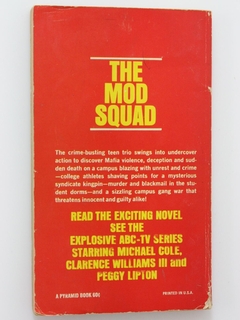 THE
MOD
SQUAD
The crime-busting teen trio swings into undercover
action to discover Mafia violence, deception and sud-
den death on a campus blazing with unrest and crime
—college athletes shaving points for a mysterious
syndicate kingpin—murder and blackmail in the stu-
dent dorms—and a sizzling campus gang war that
threatens innocent and guilty alike!
READ THE EXCITING NOVEL
SEE THE
EXPLOSIVE ABC-TV SERIES
STARRING MICHAEL COLE,
CLARENCE WILLIAMS III and
PEGGY LIPTON
A PYRAMID BOOK 60¢
PRINTED IN U.S.A.